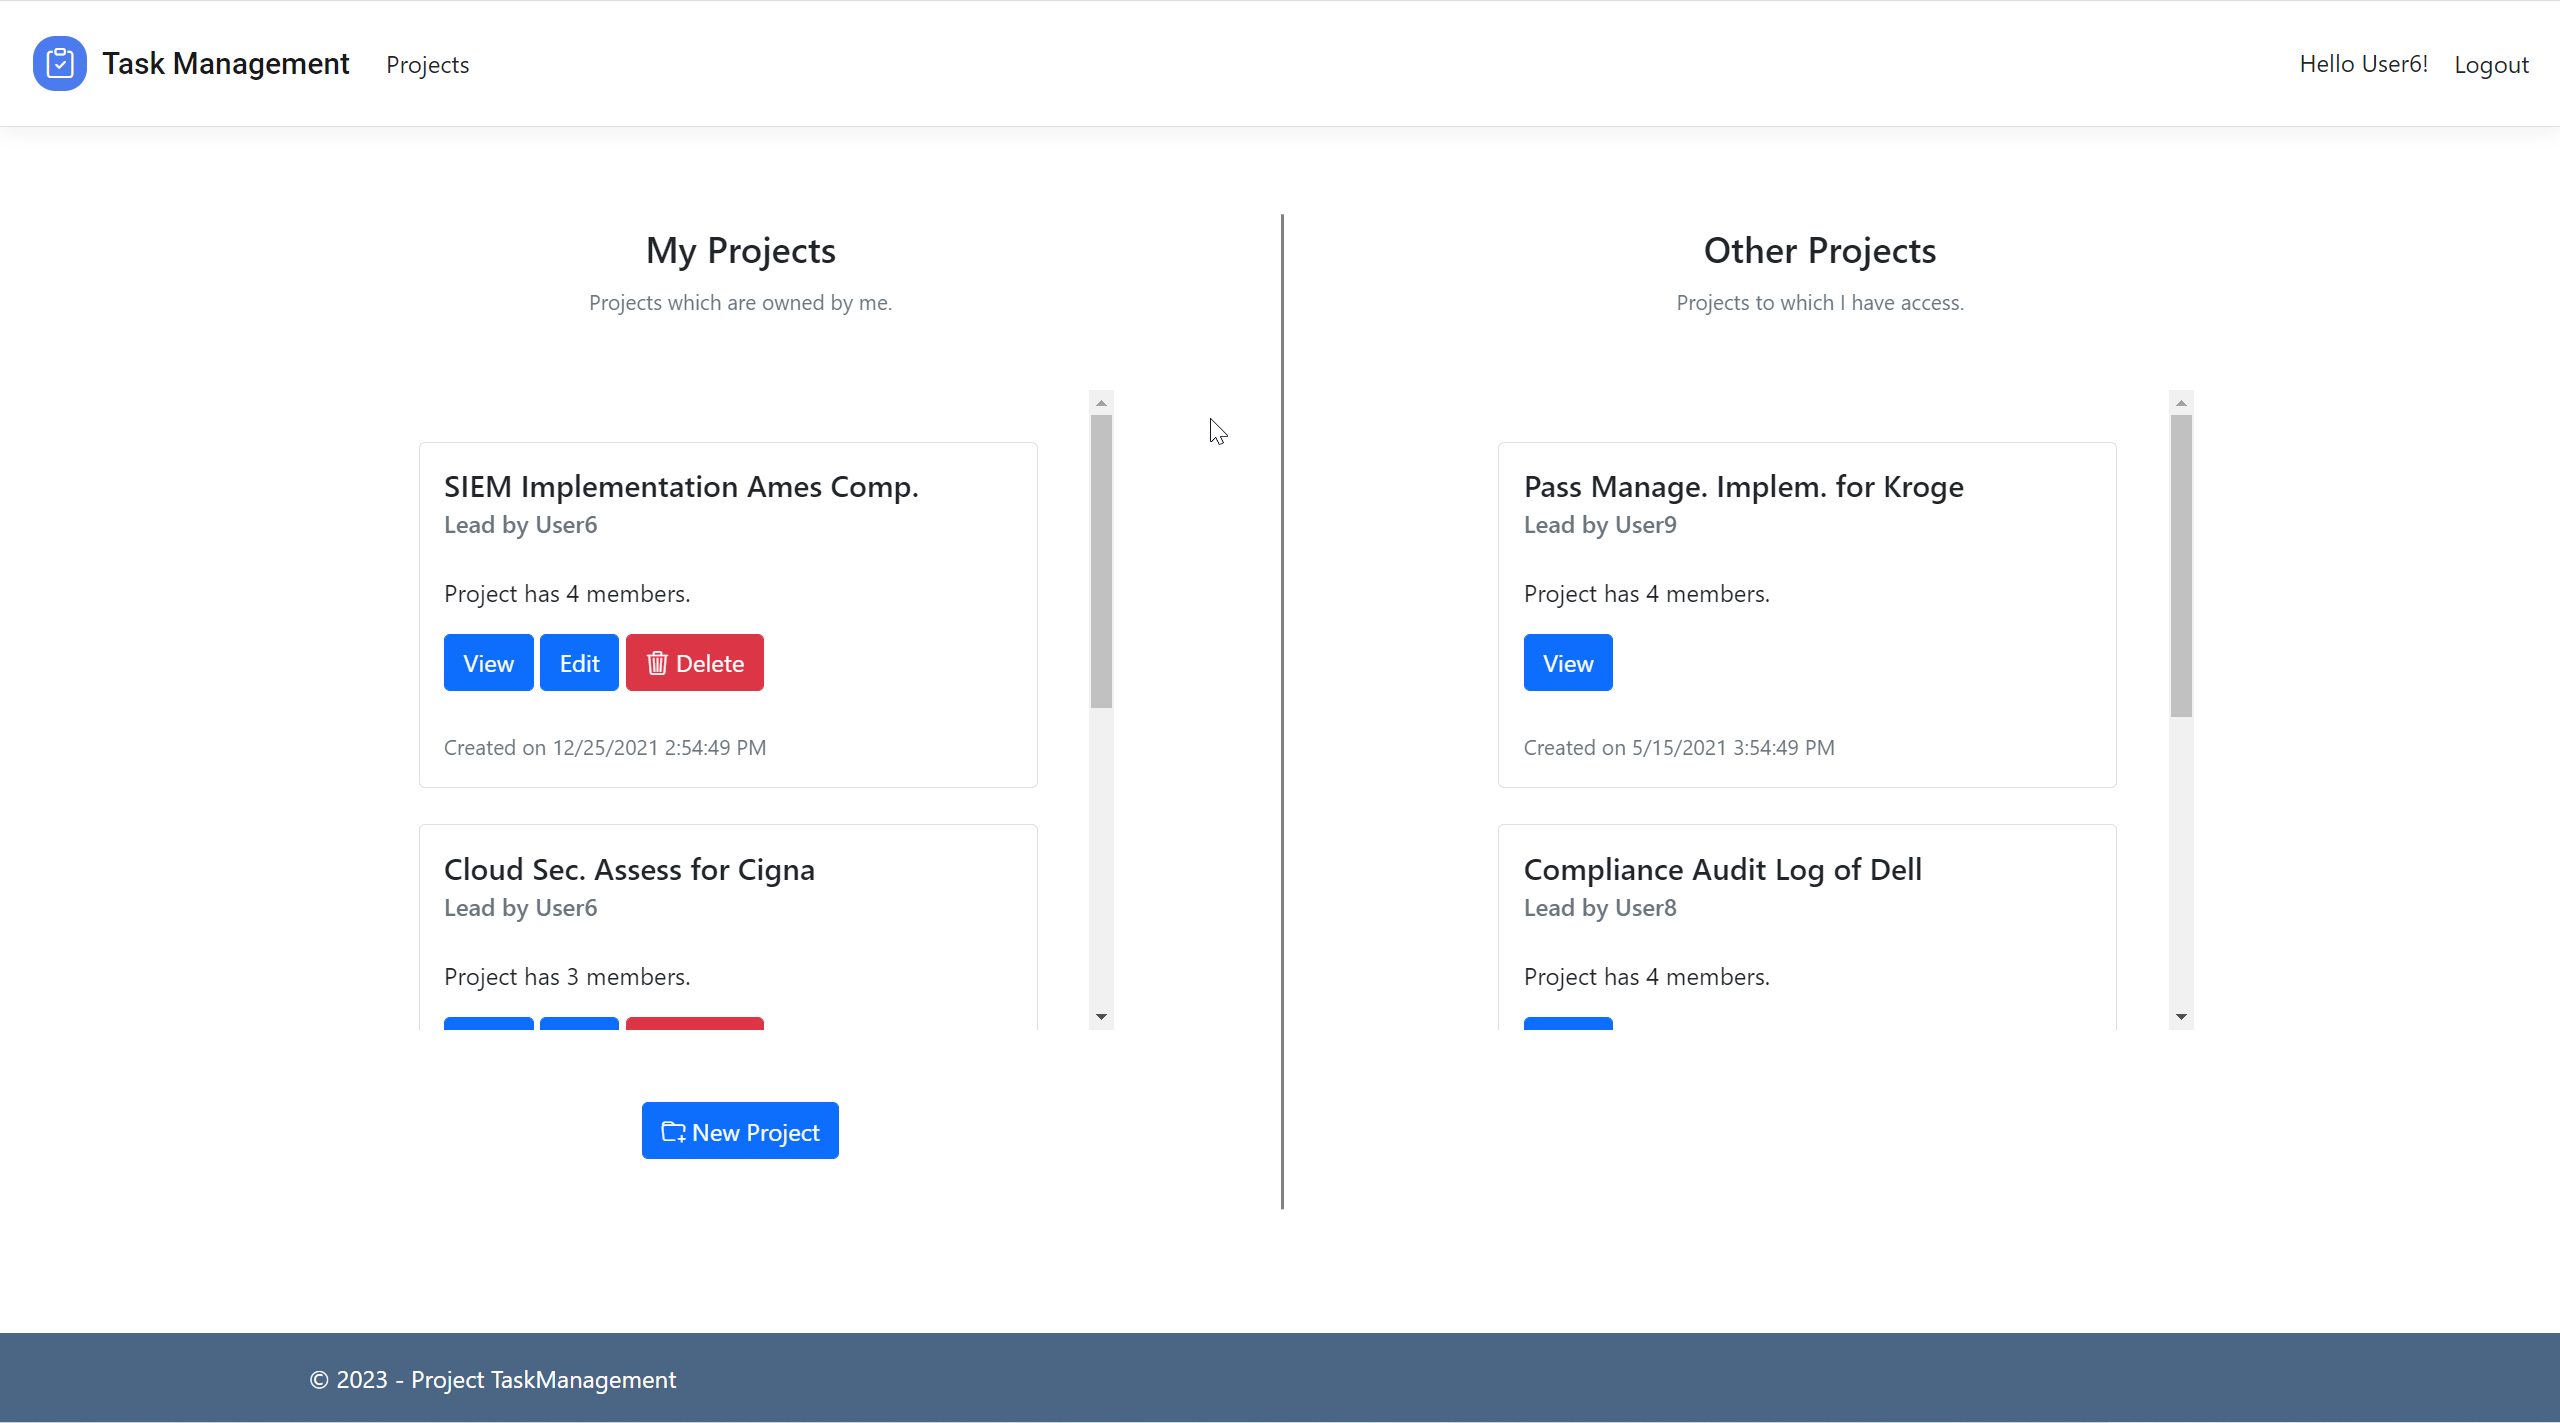 Task Management
Projects
Hello User6!
Logout
My Projects
Projects which are owned by me.
SIEM Implementation Ames Comp.
Lead by User6
Project has 4 members.
View
Edit
Delete
Created on 12/25/2021 2:54:49 PM
Cloud Sec. Assess for Cigna
Lead by User6
Project has 3 members.
New Project
Other Projects
Projects to which I have access.
Pass Manage. Implem. for Kroge
Lead by User9
Project has 4 members.
View
Created on 5/15/2021 3:54:49 PM
Compliance Audit Log of Dell
Lead by User8
Project has 4 members.
© 2023 - Project TaskManagement